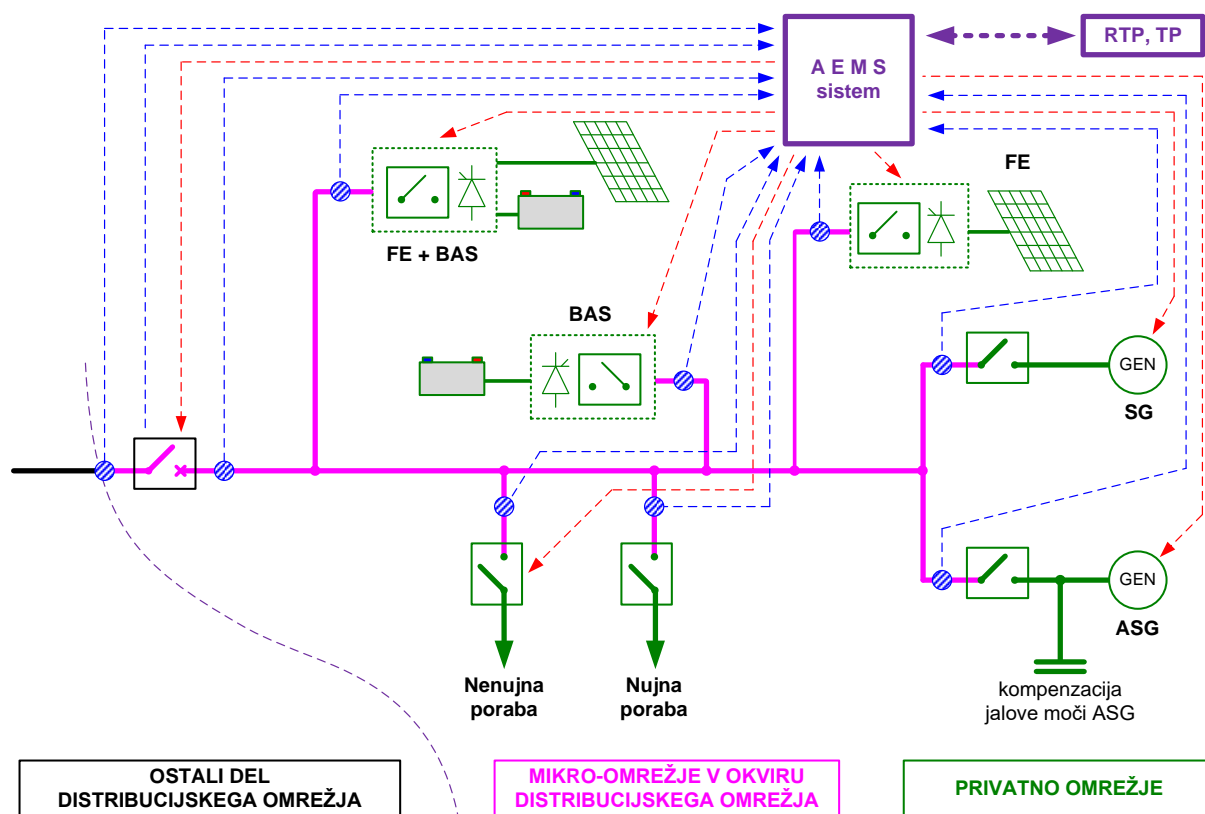 RTP, TP
A E M S
sistem
FE
FE + BAS
BAS
GEN
SG
GEN
ASG
Nenujna
poraba
Nujna
poraba
kompenzacija
jalove moči ASG
OSTALI DEL
DISTRIBUCIJSKEGA OMREŽJA
MIKRO-OMREŽJE V OKVIRU
DISTRIBUCIJSKEGA OMREŽJA
PRIVATNO OMREŽJE